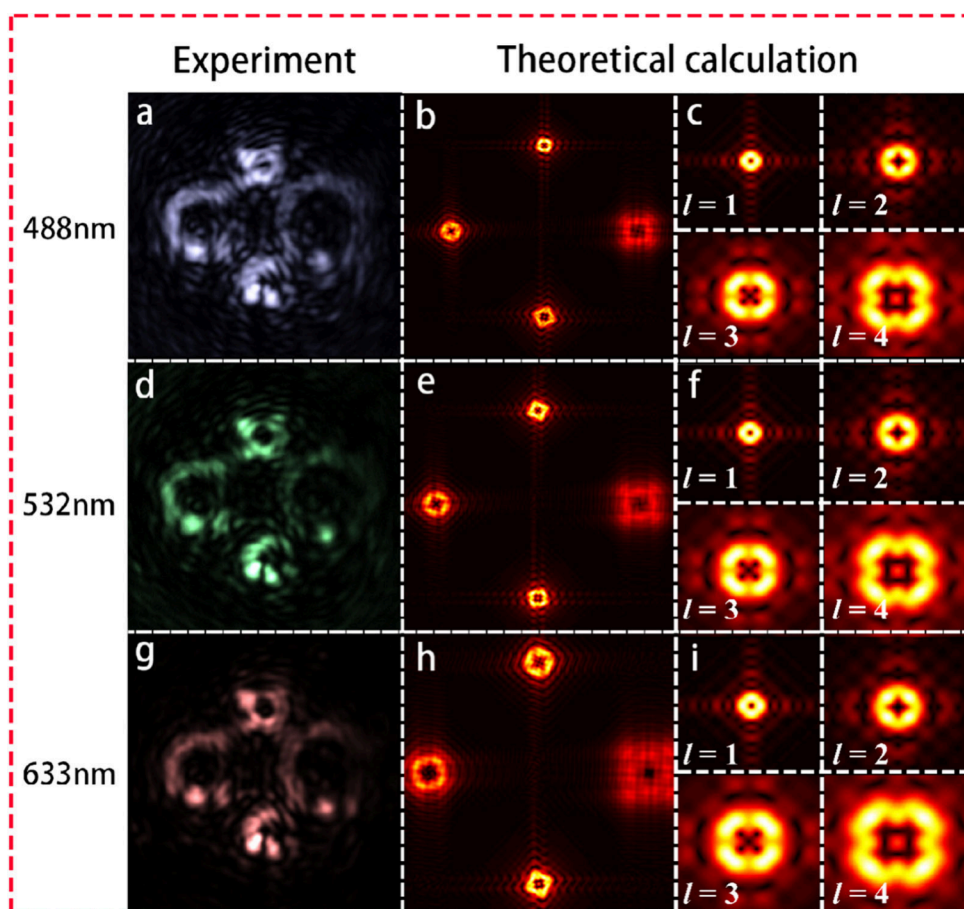 Experiment
Theoretical calculation
488nm
a
b
c
l = 1
l = 2
l = 3
l = 4
532nm
d
e
f
l = 1
l = 2
l = 3
l = 4
633nm
g
h
i
l = 1
l = 2
l = 3
l = 4